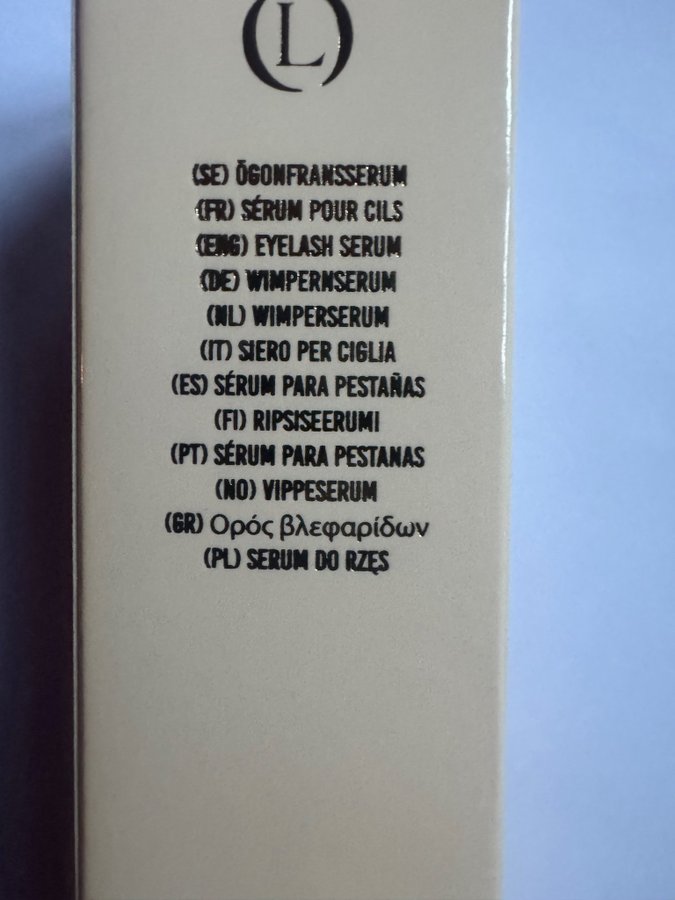 L
(SE) ÖGONFRANSSERUM
(FR) SÉRUM POUR CILS
(ENG) EYELASH SERUM
(DE) WIMPERNSERUM
(NL) WIMPERSERUM
(IT) SIERO PER CIGLIA
(ES) SÉRUM PARA PESTAÑAS
(FI) RIPSISEERUMI
(PT) SÉRUM PARA PESTANAS
(NO) VIPPESERUM
(GR) Ορός βλεφαρίδων
(PL) SERUM DO RZĘS